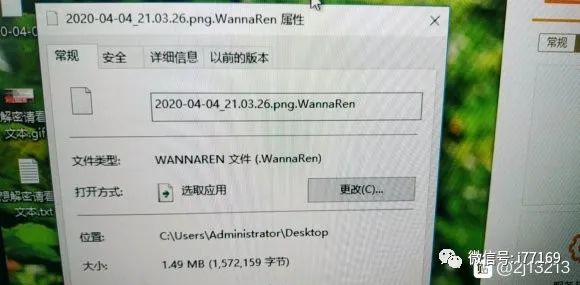 2020-04-04_21.03.26.png.WannaRen 属性
常规
安全
详细信息
以前的版本
2020-04-04_21.03.26.png.WannaRen
文件类型:
WANNAREN 文件 (.WannaRen)
打开方式:
选取应用
更改(C)...
位置:
C:\Users\Administrator\Desktop
大小:
1.49 MB (1,572,159 字节)
解密请看
文本.gif
想解密请看
文本.txt
常规
微信号: i77169
贴 @2j13213